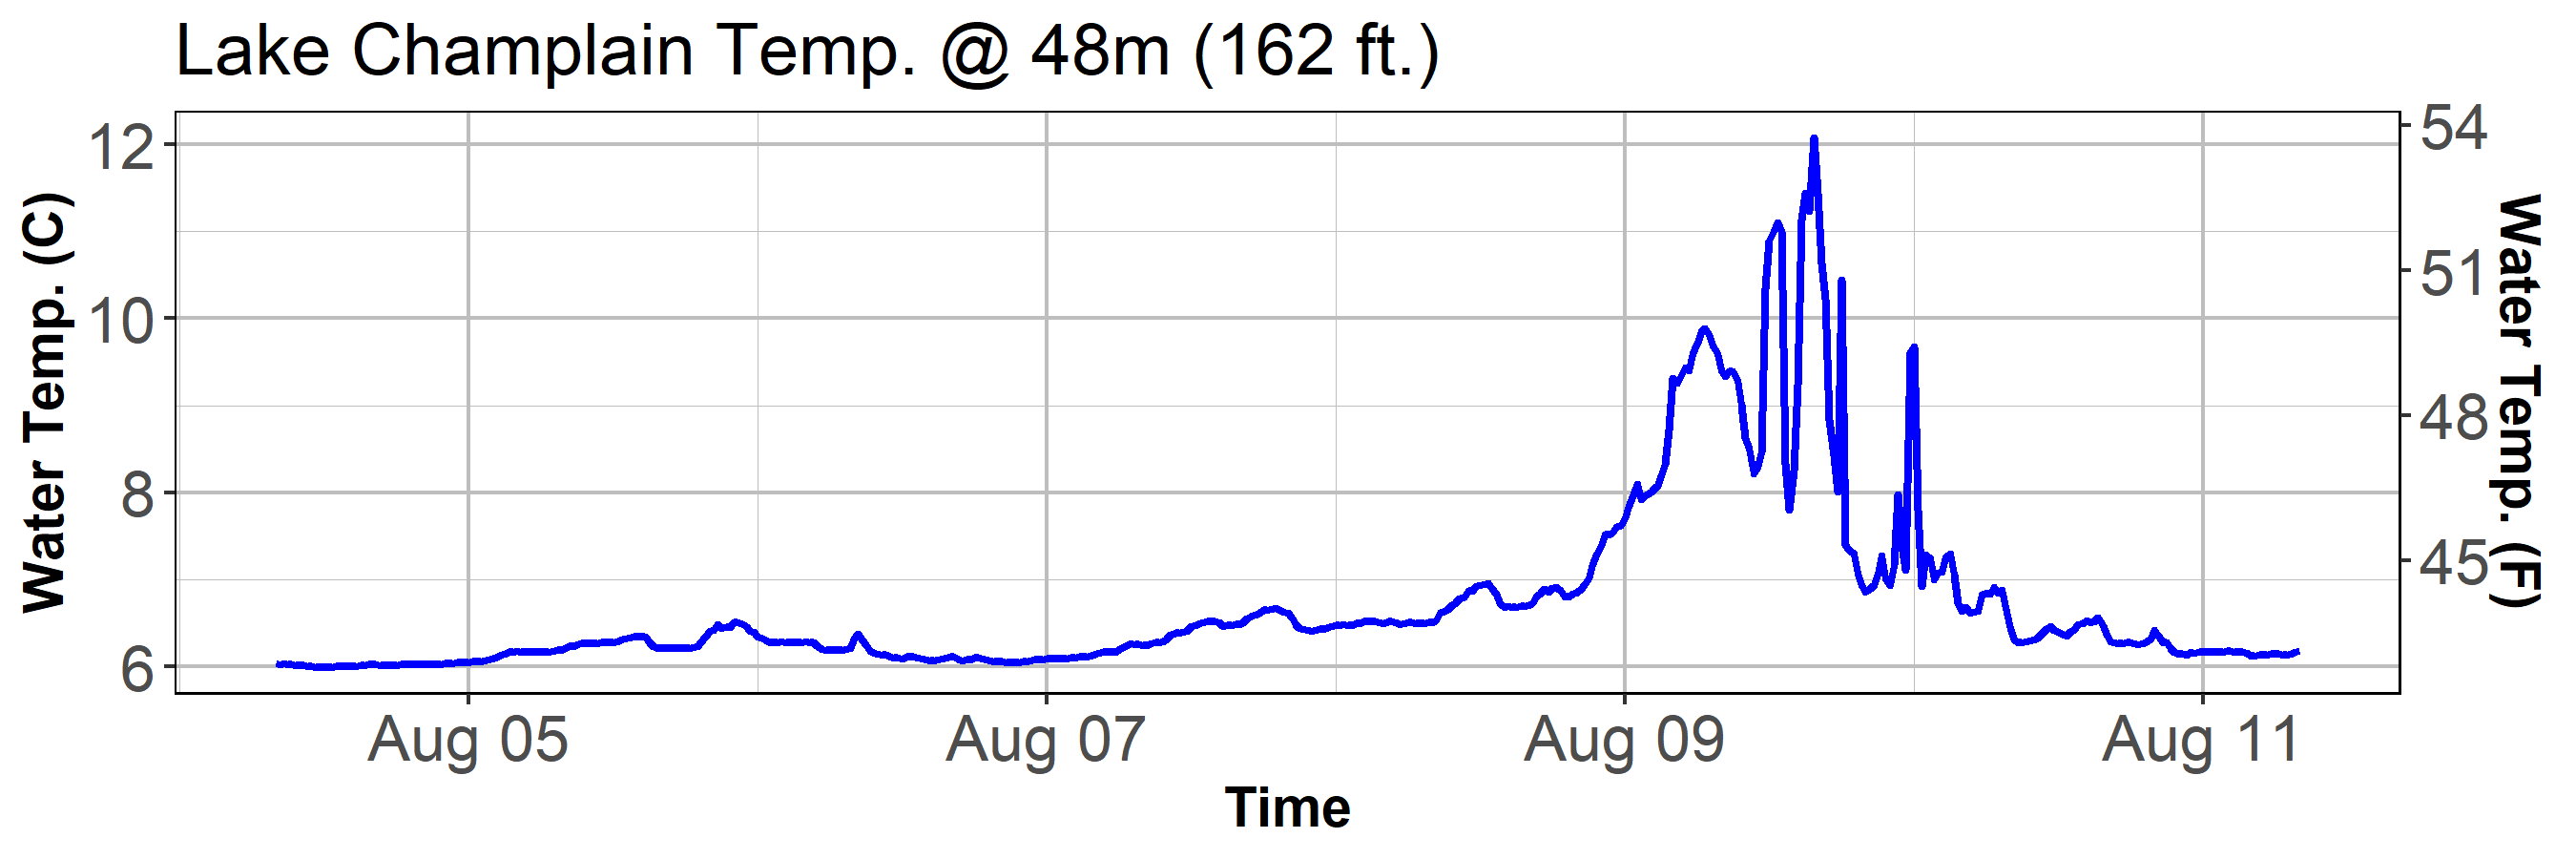 Lake Champlain Temp. @ 48m (162 ft.)
Water Temp. (C)
12
10
8
6
54
51
48
45
Water Temp. (F)
Aug 05
Aug 07
Aug 09
Aug 11
Time